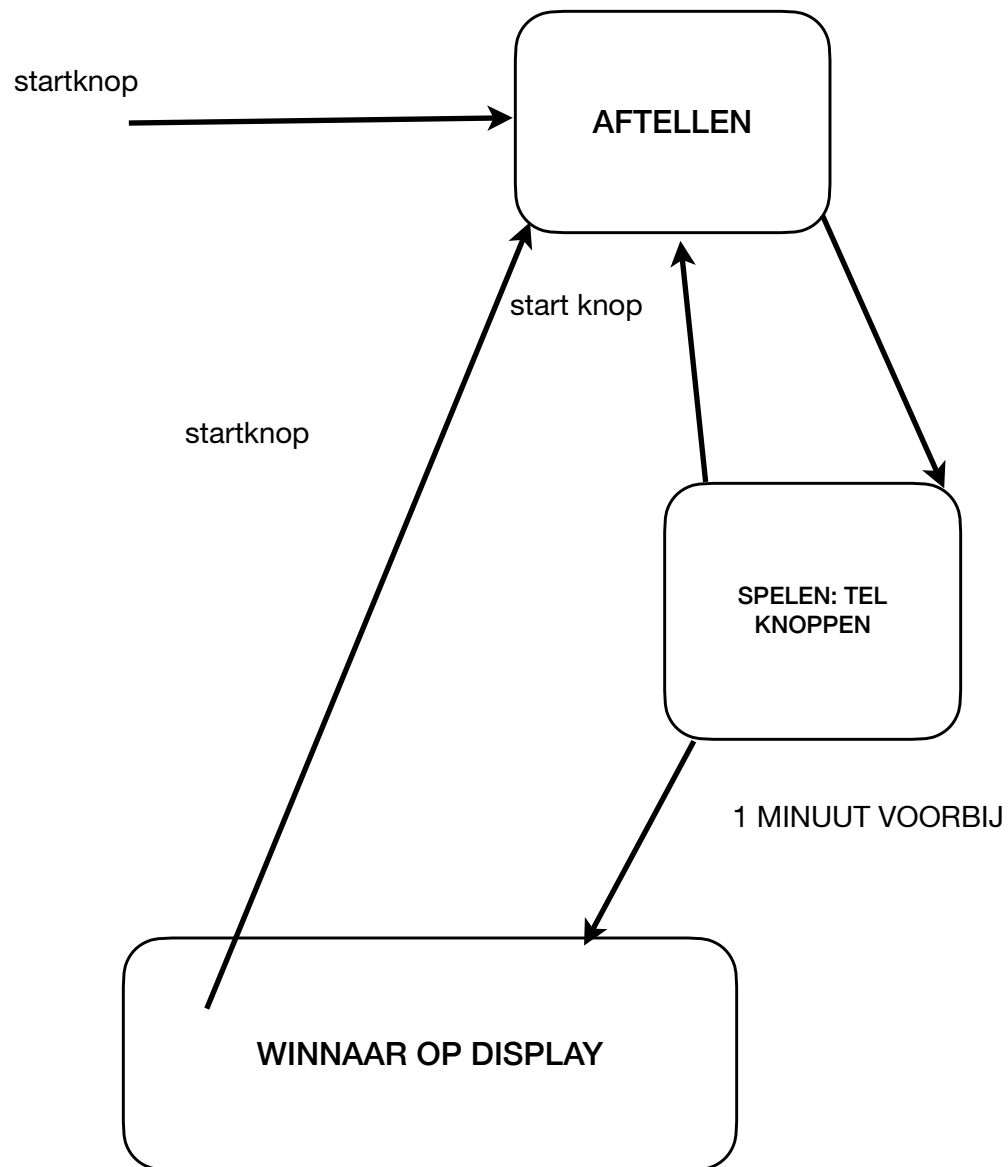 startknop
AFTELLEN
start knop
startknop
SPELEN: TEL
KNOPPEN
1 MINUUT VOORBIJ
WINNAAR OP DISPLAY